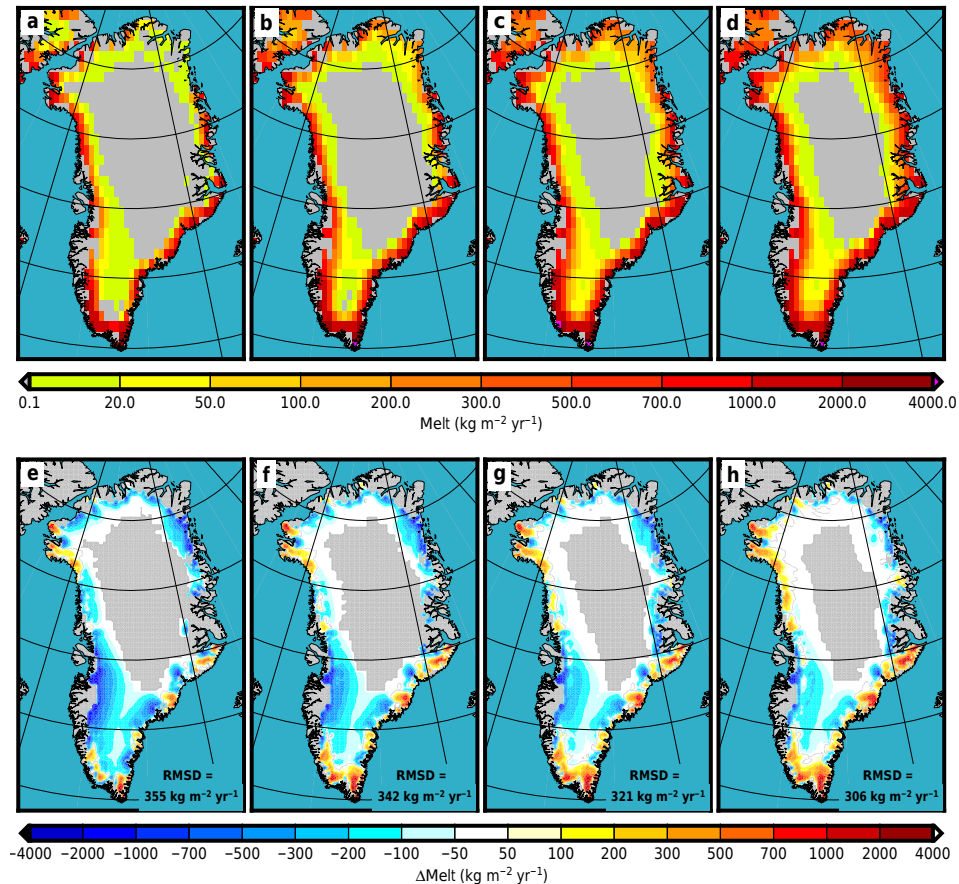 a b c d
0.1 20.0 50.0 100.0 200.0 300.0 500.0 700.0 1000.0 2000.0 4000.0
Melt (kg m⁻² yr⁻¹)
e f g h
RMSD = RMSD = RMSD = RMSD =
355 kg m⁻² yr⁻¹ 342 kg m⁻² yr⁻¹ 321 kg m⁻² yr⁻¹ 306 kg m⁻² yr⁻¹
−4000 −2000 −1000 −700 −500 −300 −200 −100 −50 50 100 200 300 500 700 1000 2000 4000
ΔMelt (kg m⁻² yr⁻¹)